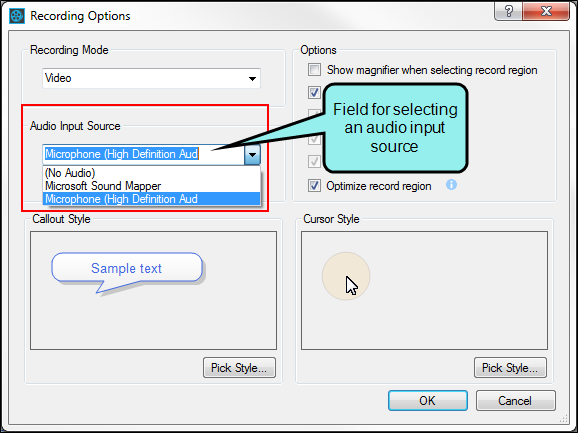 Recording Options
?
Recording Mode
Video
Audio Input Source
Microphone (High Definition Aud
(No Audio)
Microsoft Sound Mapper
Microphone (High Definition Aud
Options
Show magnifier when selecting record region
Field for selecting
an audio input
source
Optimize record region
i
Callout Style
Sample text
Pick Style...
Cursor Style
Pick Style...
OK
Cancel